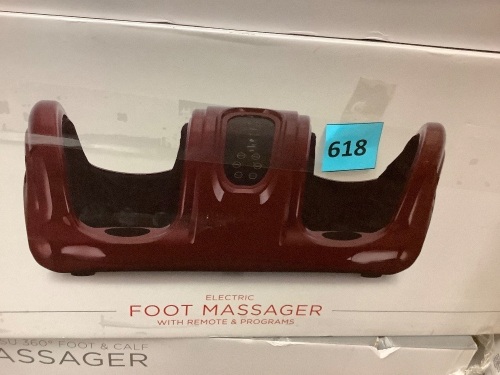 618
ELECTRIC
FOOT MASSAGER
WITH REMOTE & PROGRAMS
360° FOOT & CALF
ASSAGER